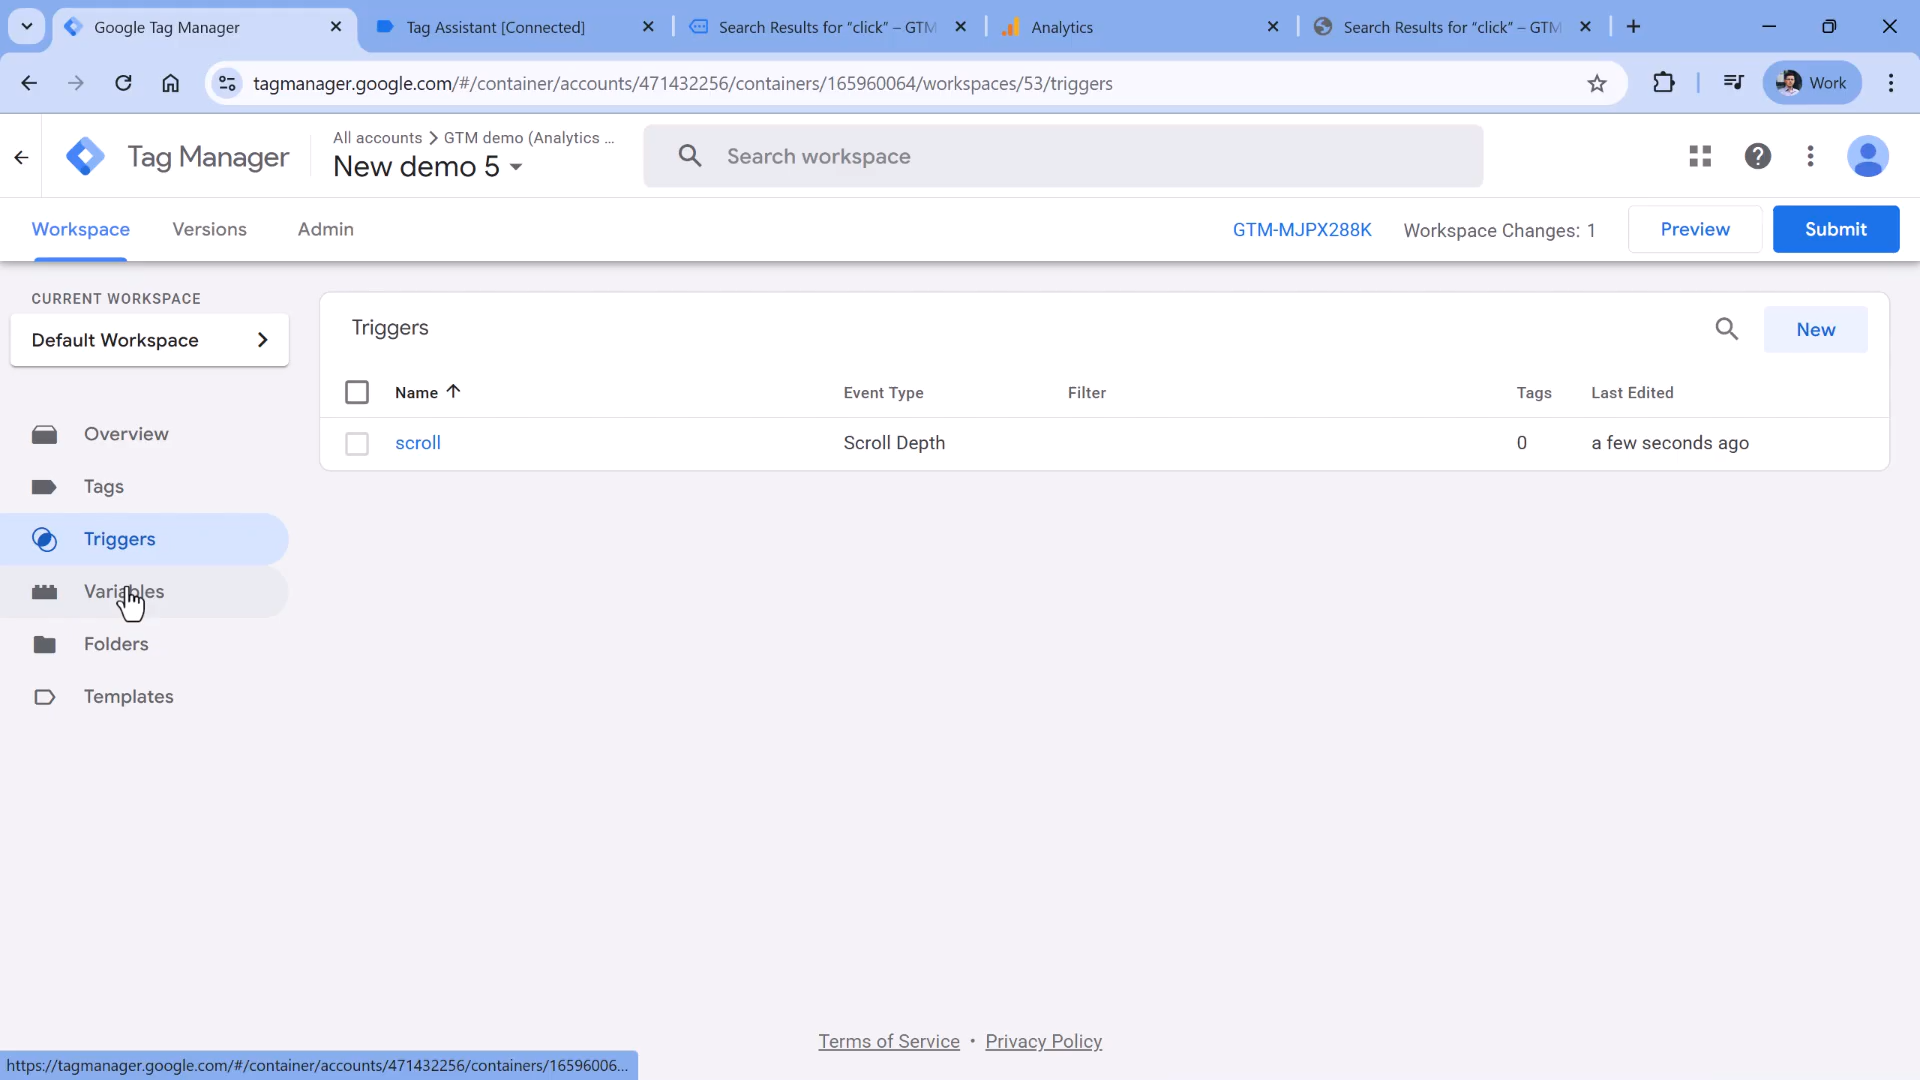 Google Tag Manager
Tag Assistant [Connected]
Search Results for “click” – GTM
Analytics
Search Results for “click” – GTM
tagmanager.google.com/#/container/accounts/471432256/containers/165960064/workspaces/53/triggers
Work
Tag Manager
All accounts > GTM demo (Analytics ...
New demo 5
Search workspace
Workspace
Versions
Admin
GTM-MJPX288K
Workspace Changes: 1
Preview
Submit
CURRENT WORKSPACE
Default Workspace
Overview
Tags
Triggers
Variables
Folders
Templates
Triggers
New
Name
Event Type
Filter
Tags
Last Edited
scroll
Scroll Depth
0
a few seconds ago
Terms of Service • Privacy Policy
https://tagmanager.google.com/#/container/accounts/471432256/containers/16596006...